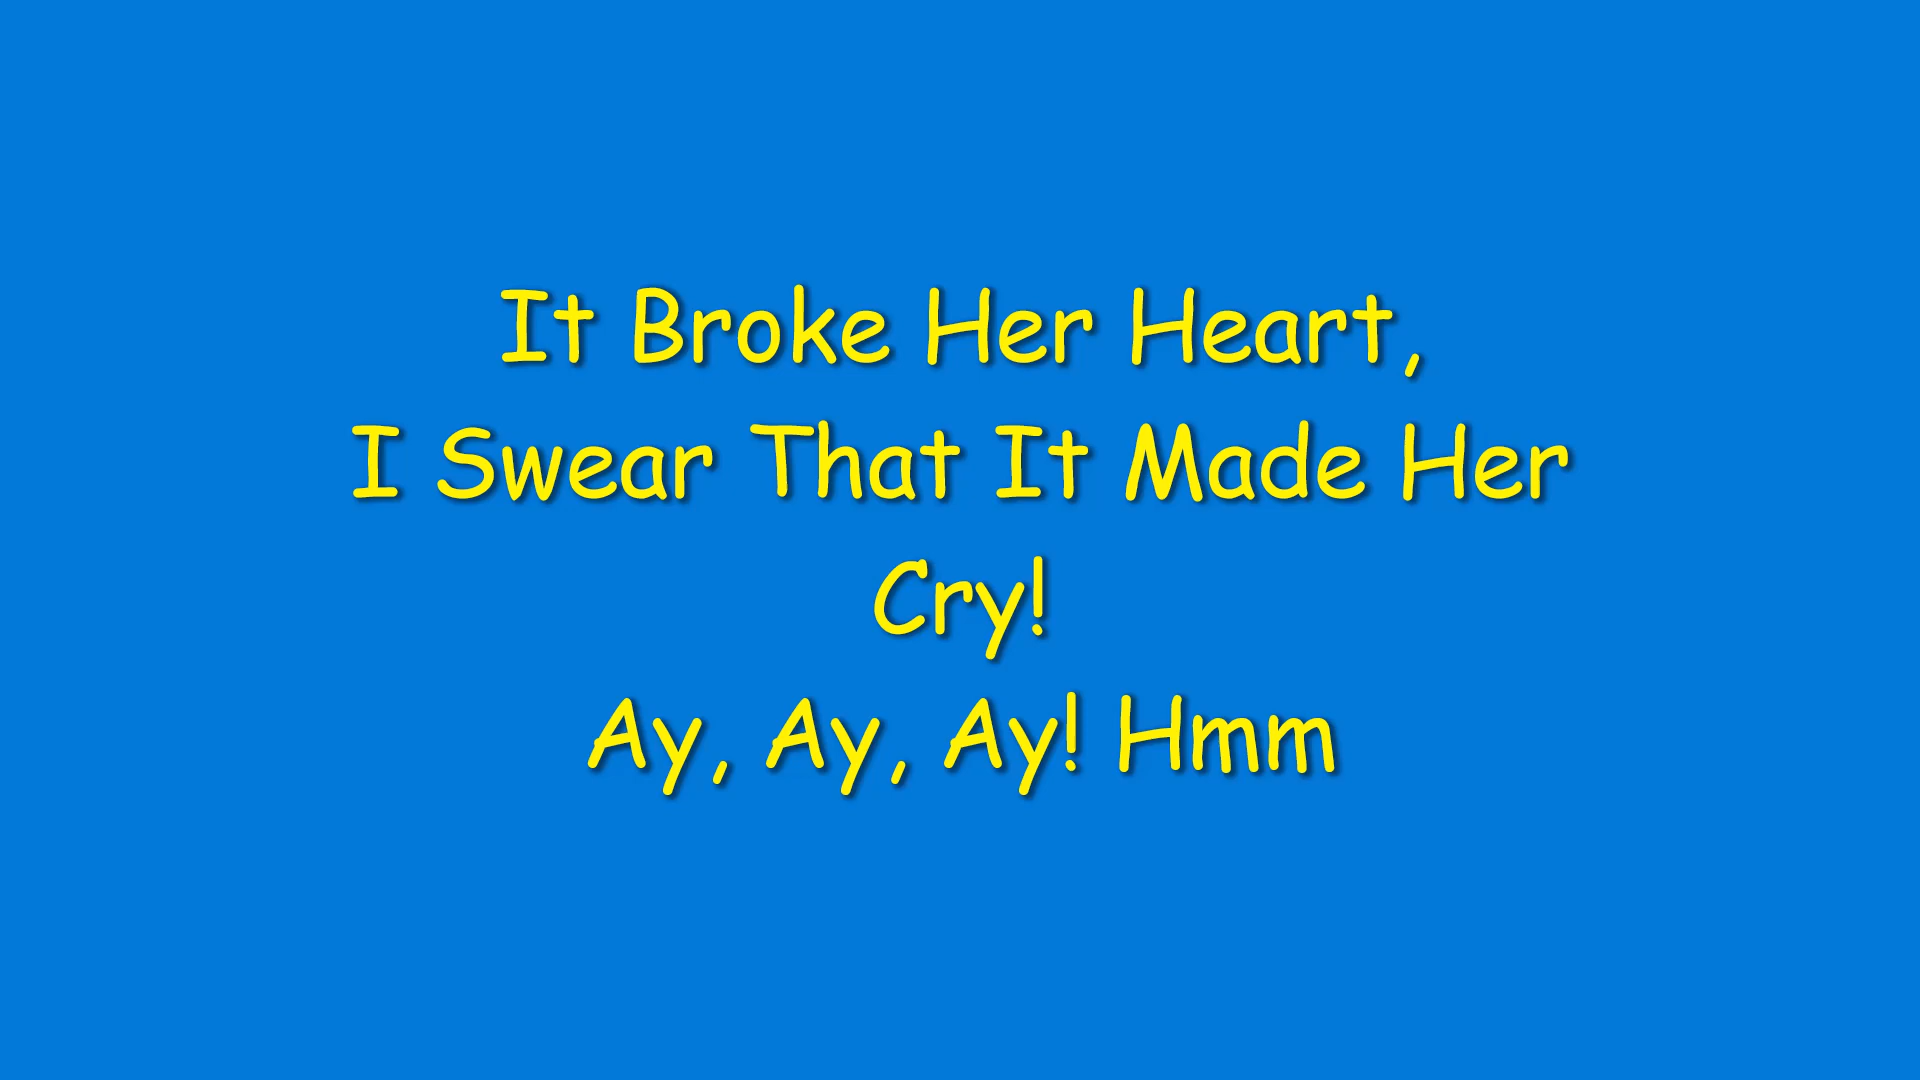 It Broke Her Heart,
I Swear That It Made Her
Cry!
Ay, Ay, Ay! Hmm